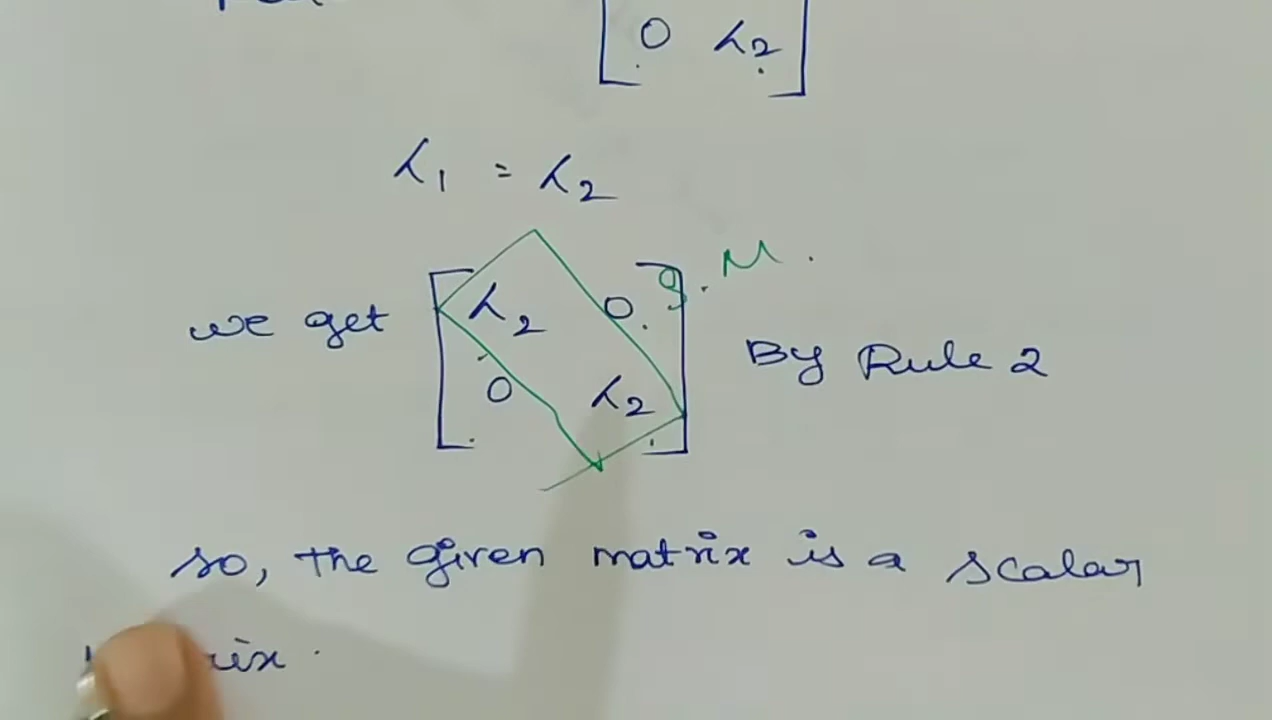 0 λ2
λ1 = λ2
g.M.
we get λ2 0 By Rule 2
0 λ2
so, the given matrix is a scalar
rix.